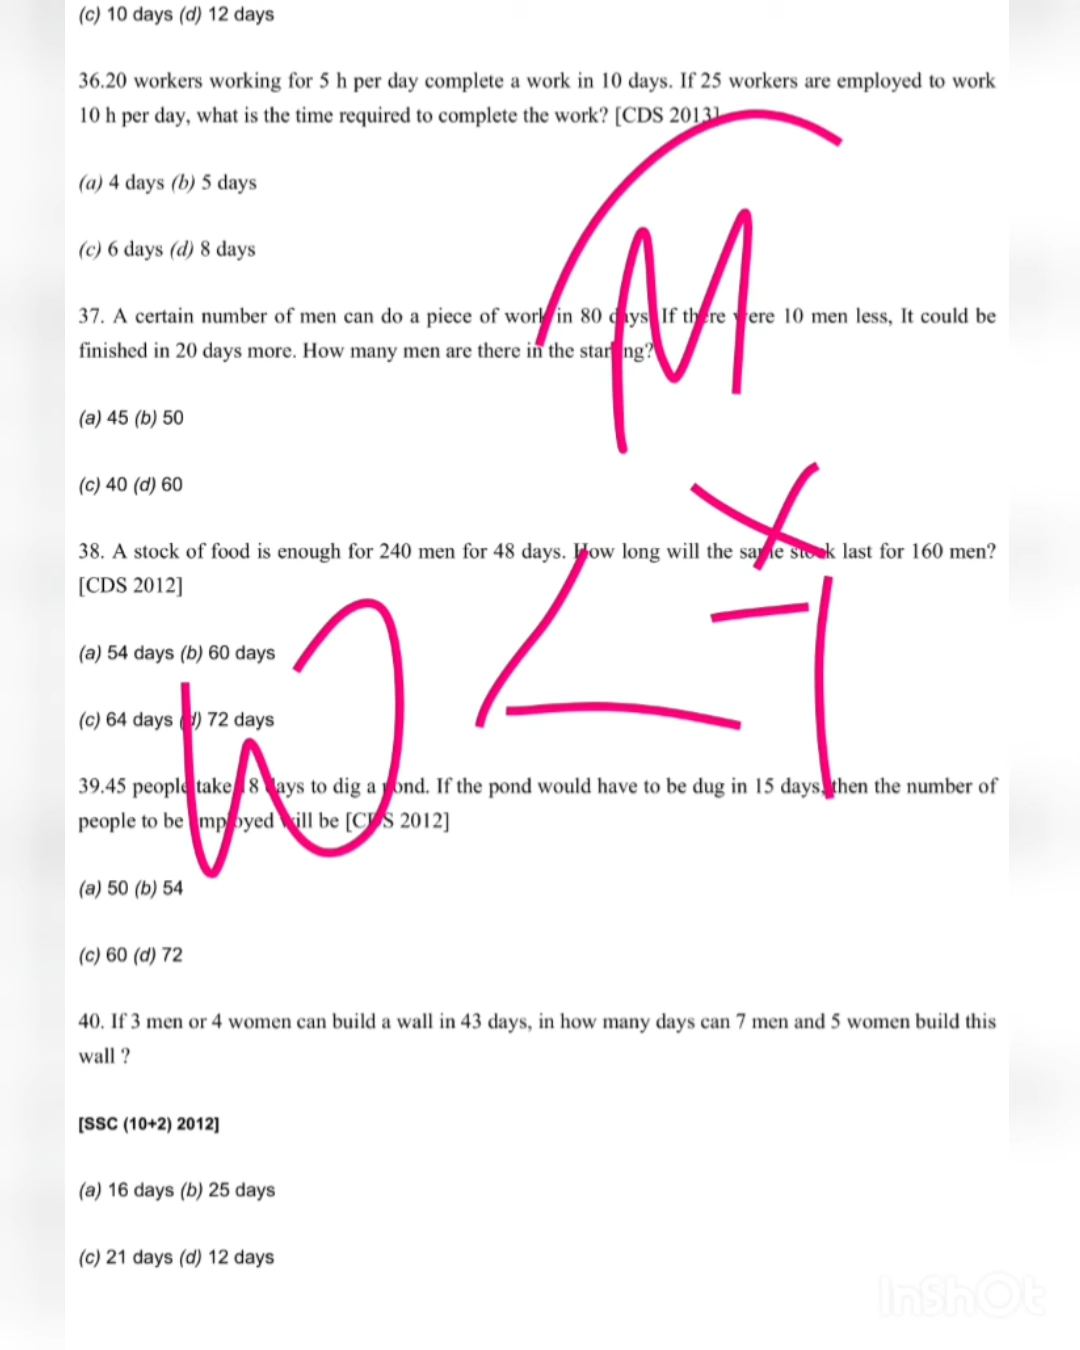 (c) 10 days (d) 12 days
36.20 workers working for 5 h per day complete a work in 10 days. If 25 workers are employed to work
10 h per day, what is the time required to complete the work? [CDS 2013]
(a) 4 days (b) 5 days
(c) 6 days (d) 8 days
37. A certain number of men can do a piece of work in 80 days. If there were 10 men less, It could be
finished in 20 days more. How many men are there in the starting?
(a) 45 (b) 50
(c) 40 (d) 60
38. A stock of food is enough for 240 men for 48 days. How long will the same stock last for 160 men?
[CDS 2012]
(a) 54 days (b) 60 days
(c) 64 days (d) 72 days
39.45 people take 18 days to dig a pond. If the pond would have to be dug in 15 days, then the number of
people to be employed will be [CDS 2012]
(a) 50 (b) 54
(c) 60 (d) 72
40. If 3 men or 4 women can build a wall in 43 days, in how many days can 7 men and 5 women build this
wall ?
[SSC (10+2) 2012]
(a) 16 days (b) 25 days
(c) 21 days (d) 12 days
InShOt